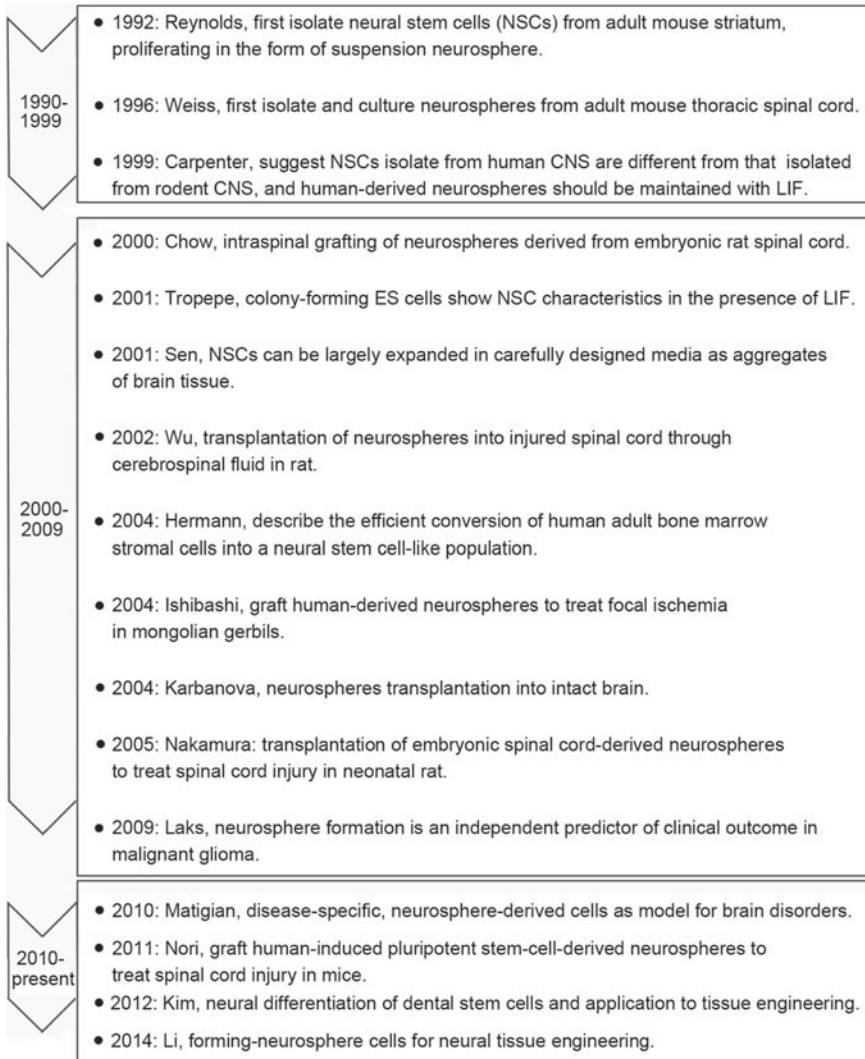 1990-
1999
● 1992: Reynolds, first isolate neural stem cells (NSCs) from adult mouse striatum,
proliferating in the form of suspension neurosphere.
● 1996: Weiss, first isolate and culture neurospheres from adult mouse thoracic spinal cord.
● 1999: Carpenter, suggest NSCs isolate from human CNS are different from that isolated
from rodent CNS, and human-derived neurospheres should be maintained with LIF.
2000-
2009
● 2000: Chow, intraspinal grafting of neurospheres derived from embryonic rat spinal cord.
● 2001: Tropepe, colony-forming ES cells show NSC characteristics in the presence of LIF.
● 2001: Sen, NSCs can be largely expanded in carefully designed media as aggregates
of brain tissue.
● 2002: Wu, transplantation of neurospheres into injured spinal cord through
cerebrospinal fluid in rat.
● 2004: Hermann, describe the efficient conversion of human adult bone marrow
stromal cells into a neural stem cell-like population.
● 2004: Ishibashi, graft human-derived neurospheres to treat focal ischemia
in mongolian gerbils.
● 2004: Karbanova, neurospheres transplantation into intact brain.
● 2005: Nakamura: transplantation of embryonic spinal cord-derived neurospheres
to treat spinal cord injury in neonatal rat.
● 2009: Laks, neurosphere formation is an independent predictor of clinical outcome in
malignant glioma.
2010-
present
● 2010: Matigian, disease-specific, neurosphere-derived cells as model for brain disorders.
● 2011: Nori, graft human-induced pluripotent stem-cell-derived neurospheres to
treat spinal cord injury in mice.
● 2012: Kim, neural differentiation of dental stem cells and application to tissue engineering.
● 2014: Li, forming-neurosphere cells for neural tissue engineering.